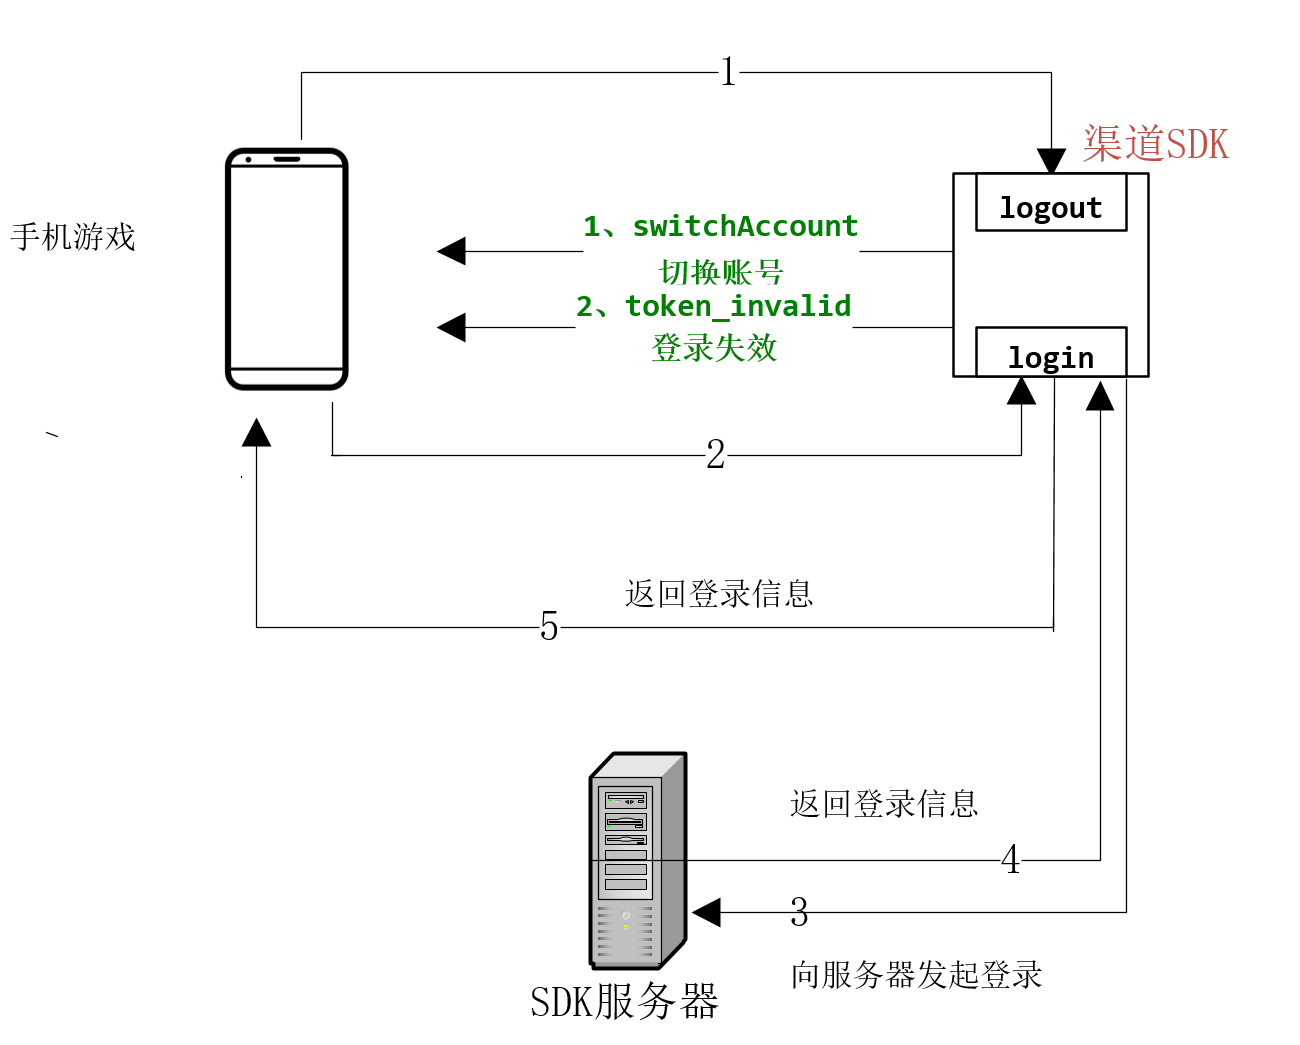 1
渠道SDK
logout
手机游戏
1、switchAccount
切换账号
2、token_invalid
登录失效
login
2
返回登录信息
5
返回登录信息
4
3
向服务器发起登录
SDK服务器